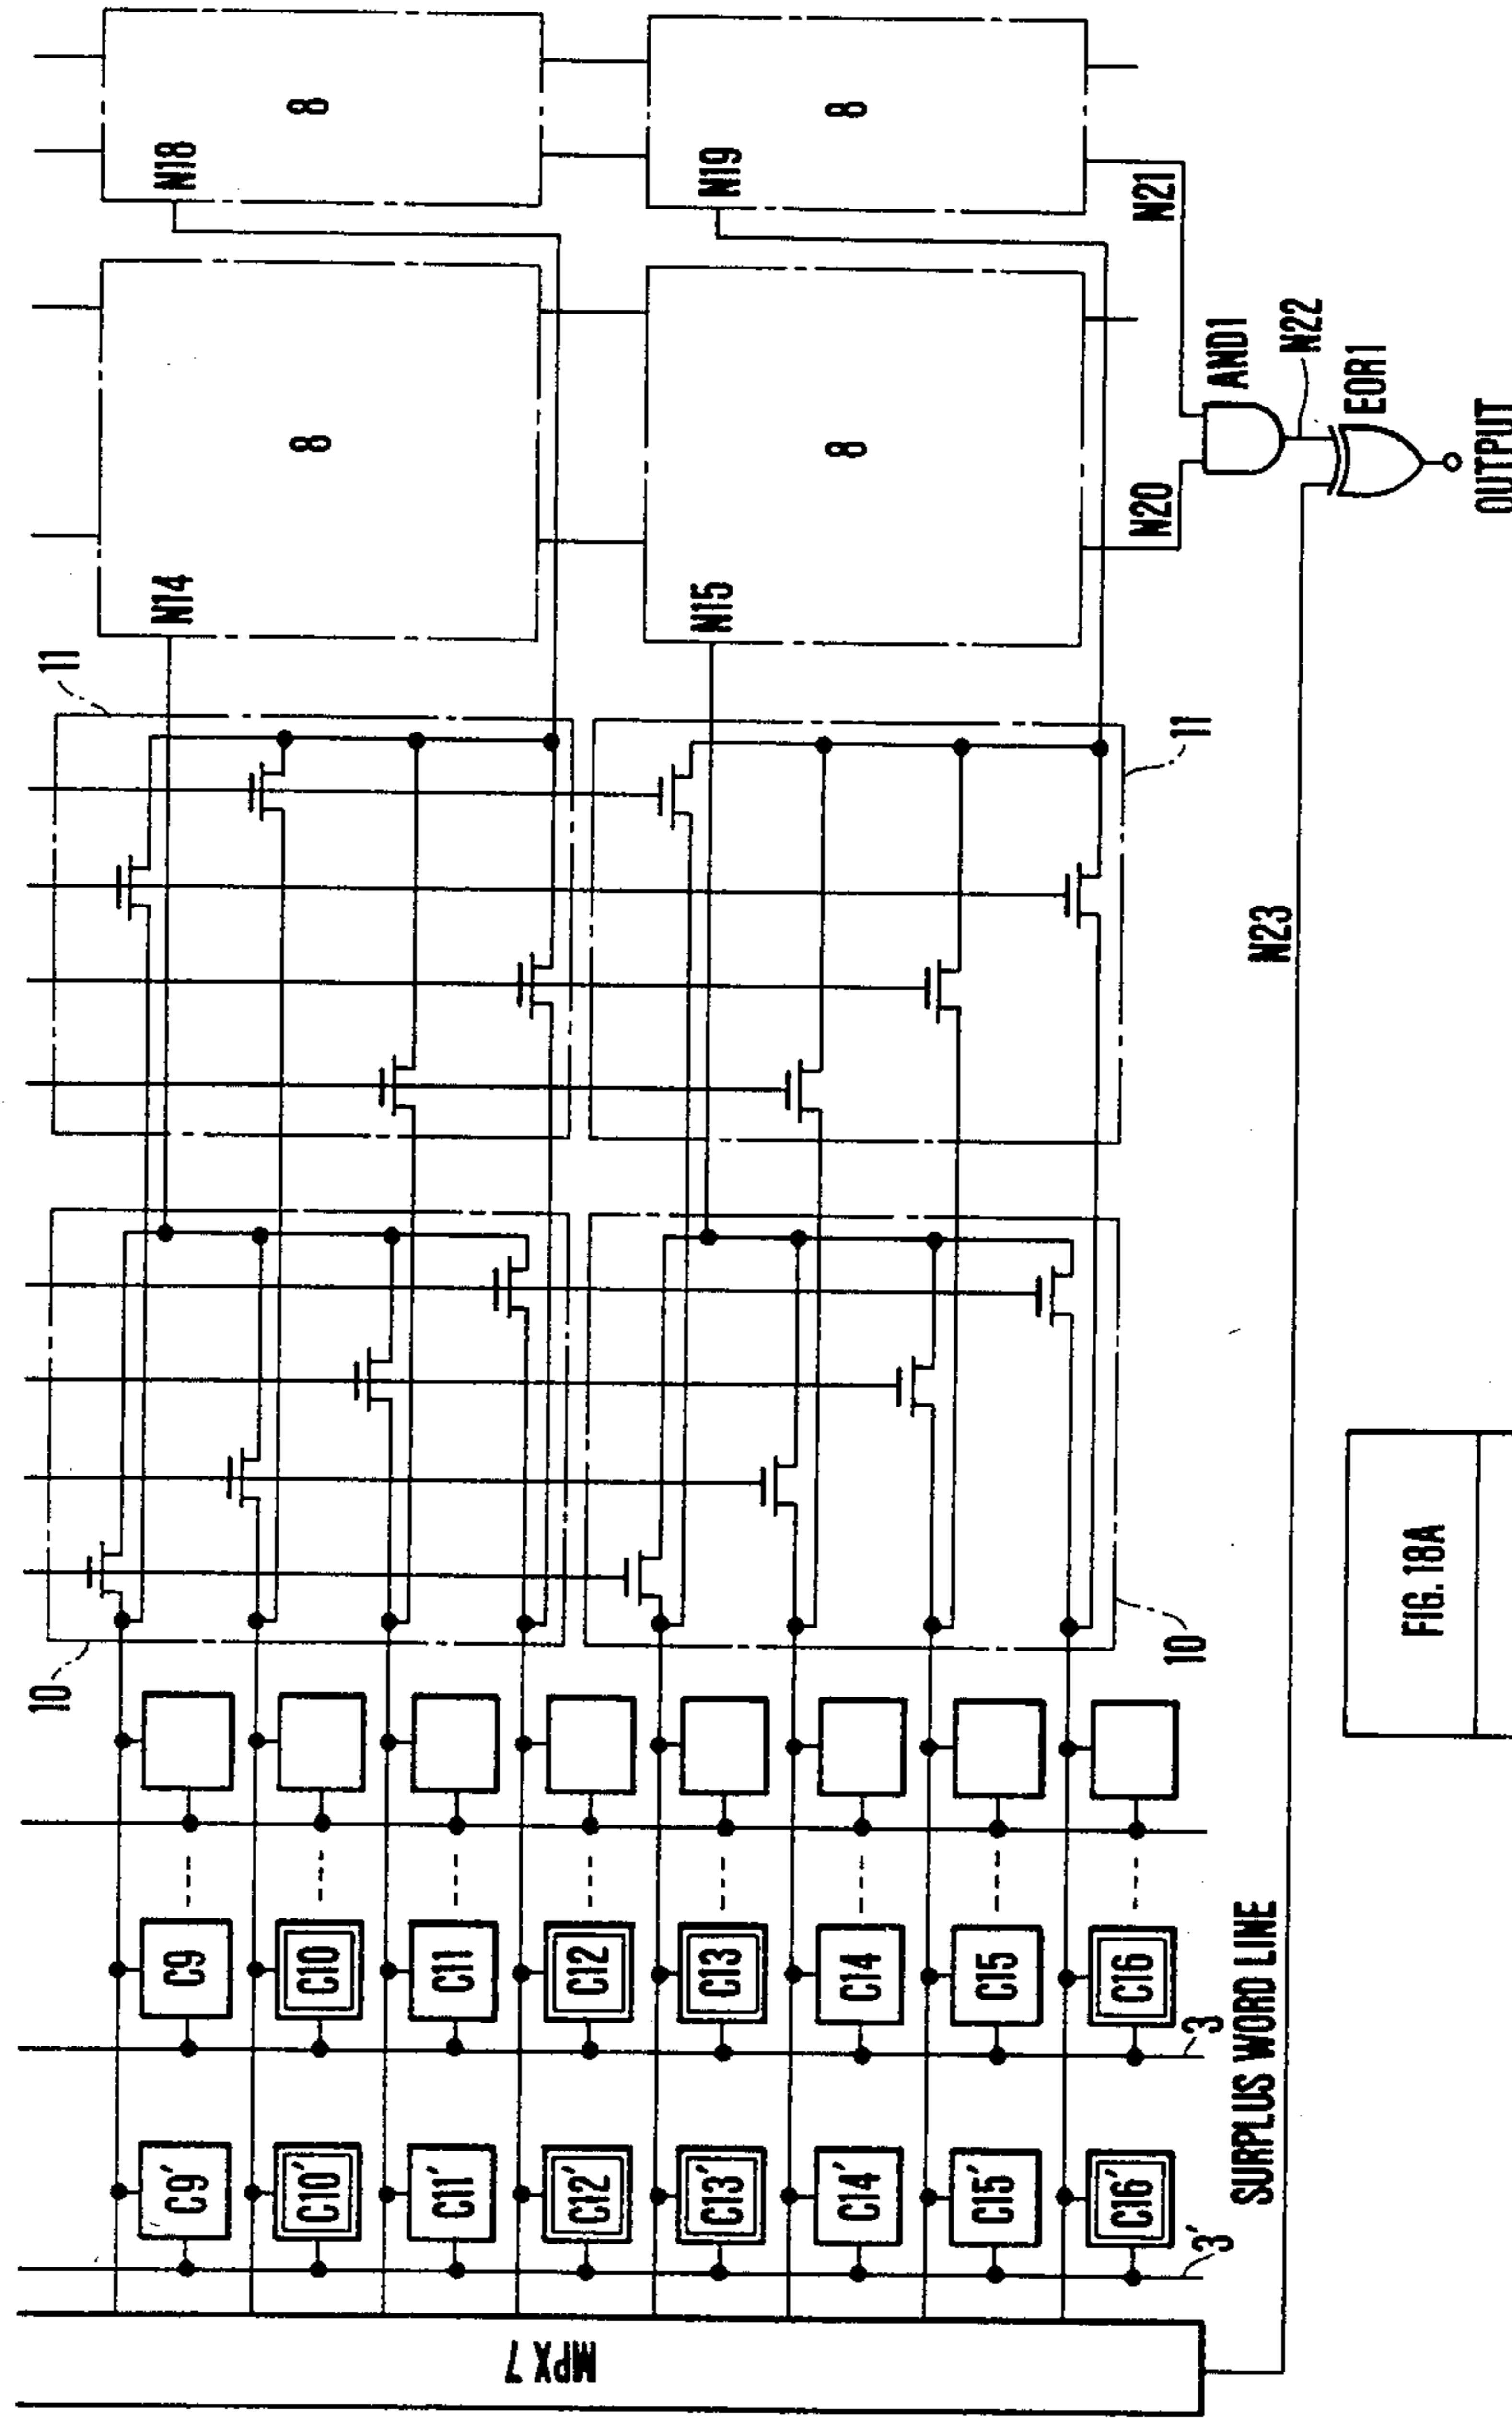 MPX 7
C9' C10' C11' C12' C13' C14' C15' C16'
3'
SURPLUS WORD LINE
C9 C10 C11 C12 C13 C14 C15 C16
3
10
10
11
11
N14
N15
N18
N19
8
8
8
8
N20
N21
AND1
N22
N23
EOR1
OUTPUT
FIG. 18A